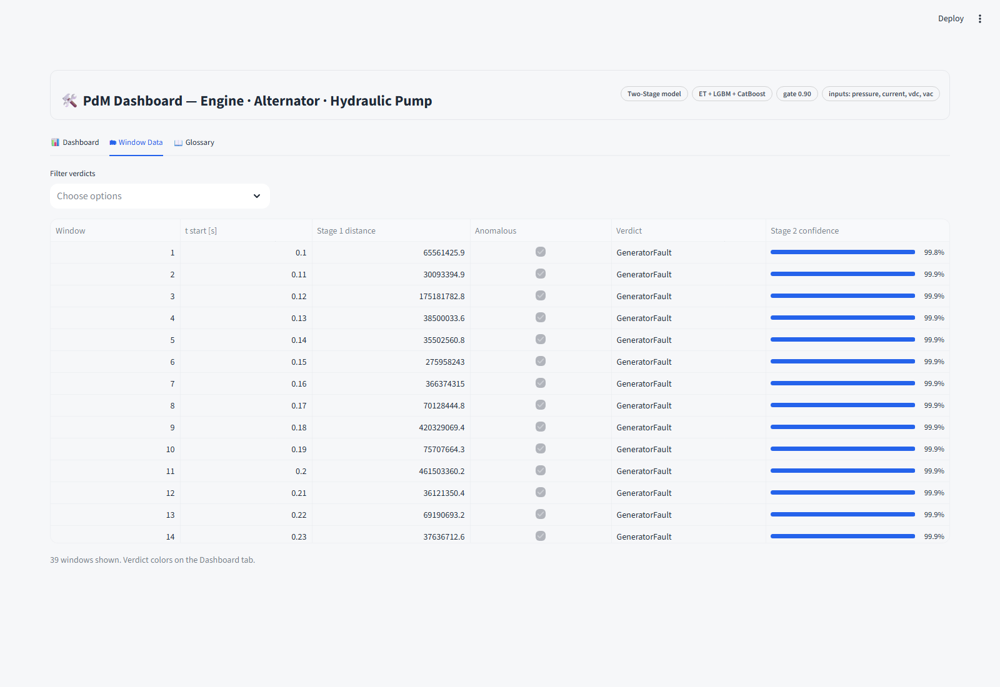 Deploy
PdM Dashboard — Engine · Alternator · Hydraulic Pump
Two-Stage model ET + LGBM + CatBoost gate 0.90 inputs: pressure, current, vdc, vac
Dashboard Window Data Glossary
Filter verdicts
Choose options
Window t start [s] Stage 1 distance Anomalous Verdict Stage 2 confidence
1 0.1 65561425.9 GeneratorFault 99.8%
2 0.11 30093394.9 GeneratorFault 99.9%
3 0.12 175181782.8 GeneratorFault 99.9%
4 0.13 38500033.6 GeneratorFault 99.9%
5 0.14 35502560.8 GeneratorFault 99.9%
6 0.15 275958243 GeneratorFault 99.9%
7 0.16 366374315 GeneratorFault 99.9%
8 0.17 70128444.8 GeneratorFault 99.9%
9 0.18 420329069.4 GeneratorFault 99.9%
10 0.19 75707664.3 GeneratorFault 99.9%
11 0.2 461503360.2 GeneratorFault 99.9%
12 0.21 36121350.4 GeneratorFault 99.9%
13 0.22 69190693.2 GeneratorFault 99.9%
14 0.23 37636712.6 GeneratorFault 99.9%
39 windows shown. Verdict colors on the Dashboard tab.